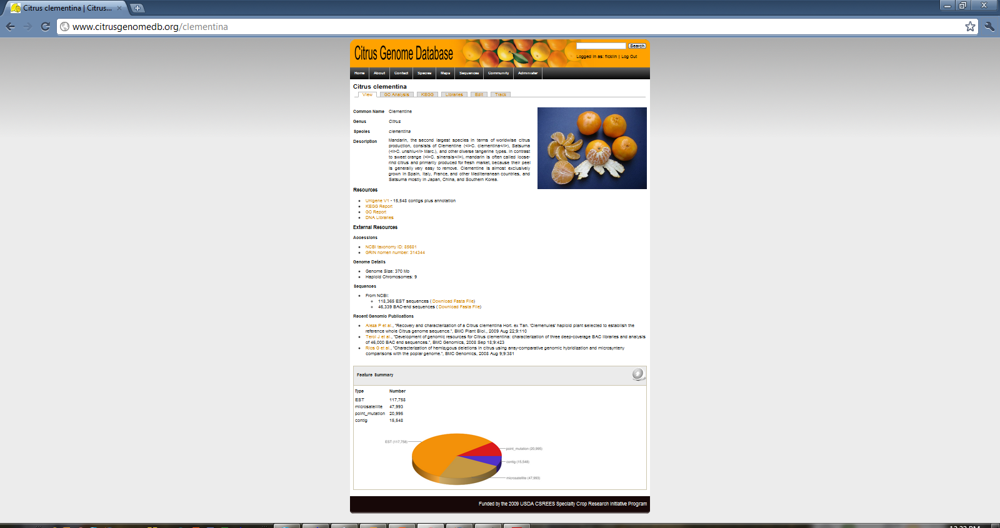 Citrus clementina | Citrus...
www.citrusgenomedb.org/clementina
Citrus Genome Database
Search
Logged in as: ficklin | Log Out
Home About Contact Species Maps Sequences Community Administer
Citrus clementina
View GO Analysis KEGG Libraries Edit Track
Common Name Clementine
Genus Citrus
Species clementina
Description Mandarin, the second largest species in terms of worldwise citrus
production, consists of Clementine (<i>C. clementina</i>), Satsuma
(<i>C. unshiu</i> Marc.), and other diverse tangerine types. In contrast
to sweet orange (<i>C. sinensis</i>), mandarin is often called loose-
rind citrus and primarily produced for fresh market, because their peel
is generally very easy to remove. Clementine is almost exclusively
grown in Spain, Italy, France, and other Mediterranean countries, and
Satsuma mostly in Japan, China, and Southern Korea.
Resources
Unigene V1 - 15,548 contigs plus annotation
KEGG Report
GO Report
DNA Libraries
External Resources
Accessions
NCBI taxonomy ID: 85681
GRIN nomen number: 314344
Genome Details
Genome Size: 370 Mb
Haploid Chromosomes: 9
Sequences
From NCBI:
118,365 EST sequences ( Download Fasta File)
46,339 BAC-end sequences ( Download Fasta File)
Recent Genomic Publications
Aleza P et al., "Recovery and characterization of a Citrus clementina Hort. ex Tan. 'Clemenules' haploid plant selected to establish the
reference whole Citrus genome sequence.", BMC Plant Biol., 2009 Aug 22;9:110
Terol J et al., "Development of genomic resources for Citrus clementina: characterization of three deep-coverage BAC libraries and analysis
of 46,000 BAC end sequences.", BMC Genomics, 2008 Sep 18;9:423
Rios G et al., "Characterization of hemizygous deletions in citrus using array-comparative genomic hybridization and microsynteny
comparisons with the poplar genome.", BMC Genomics, 2008 Aug 9;9:381
Feature Summary
Type Number
EST 117,758
microsatellite 47,993
point_mutation 20,995
contig 15,548
EST (117,758)
point_mutation (20,995)
contig (15,548)
microsatellite (47,993)
Funded by the 2009 USDA CSREES Specialty Crop Research Initiative Program